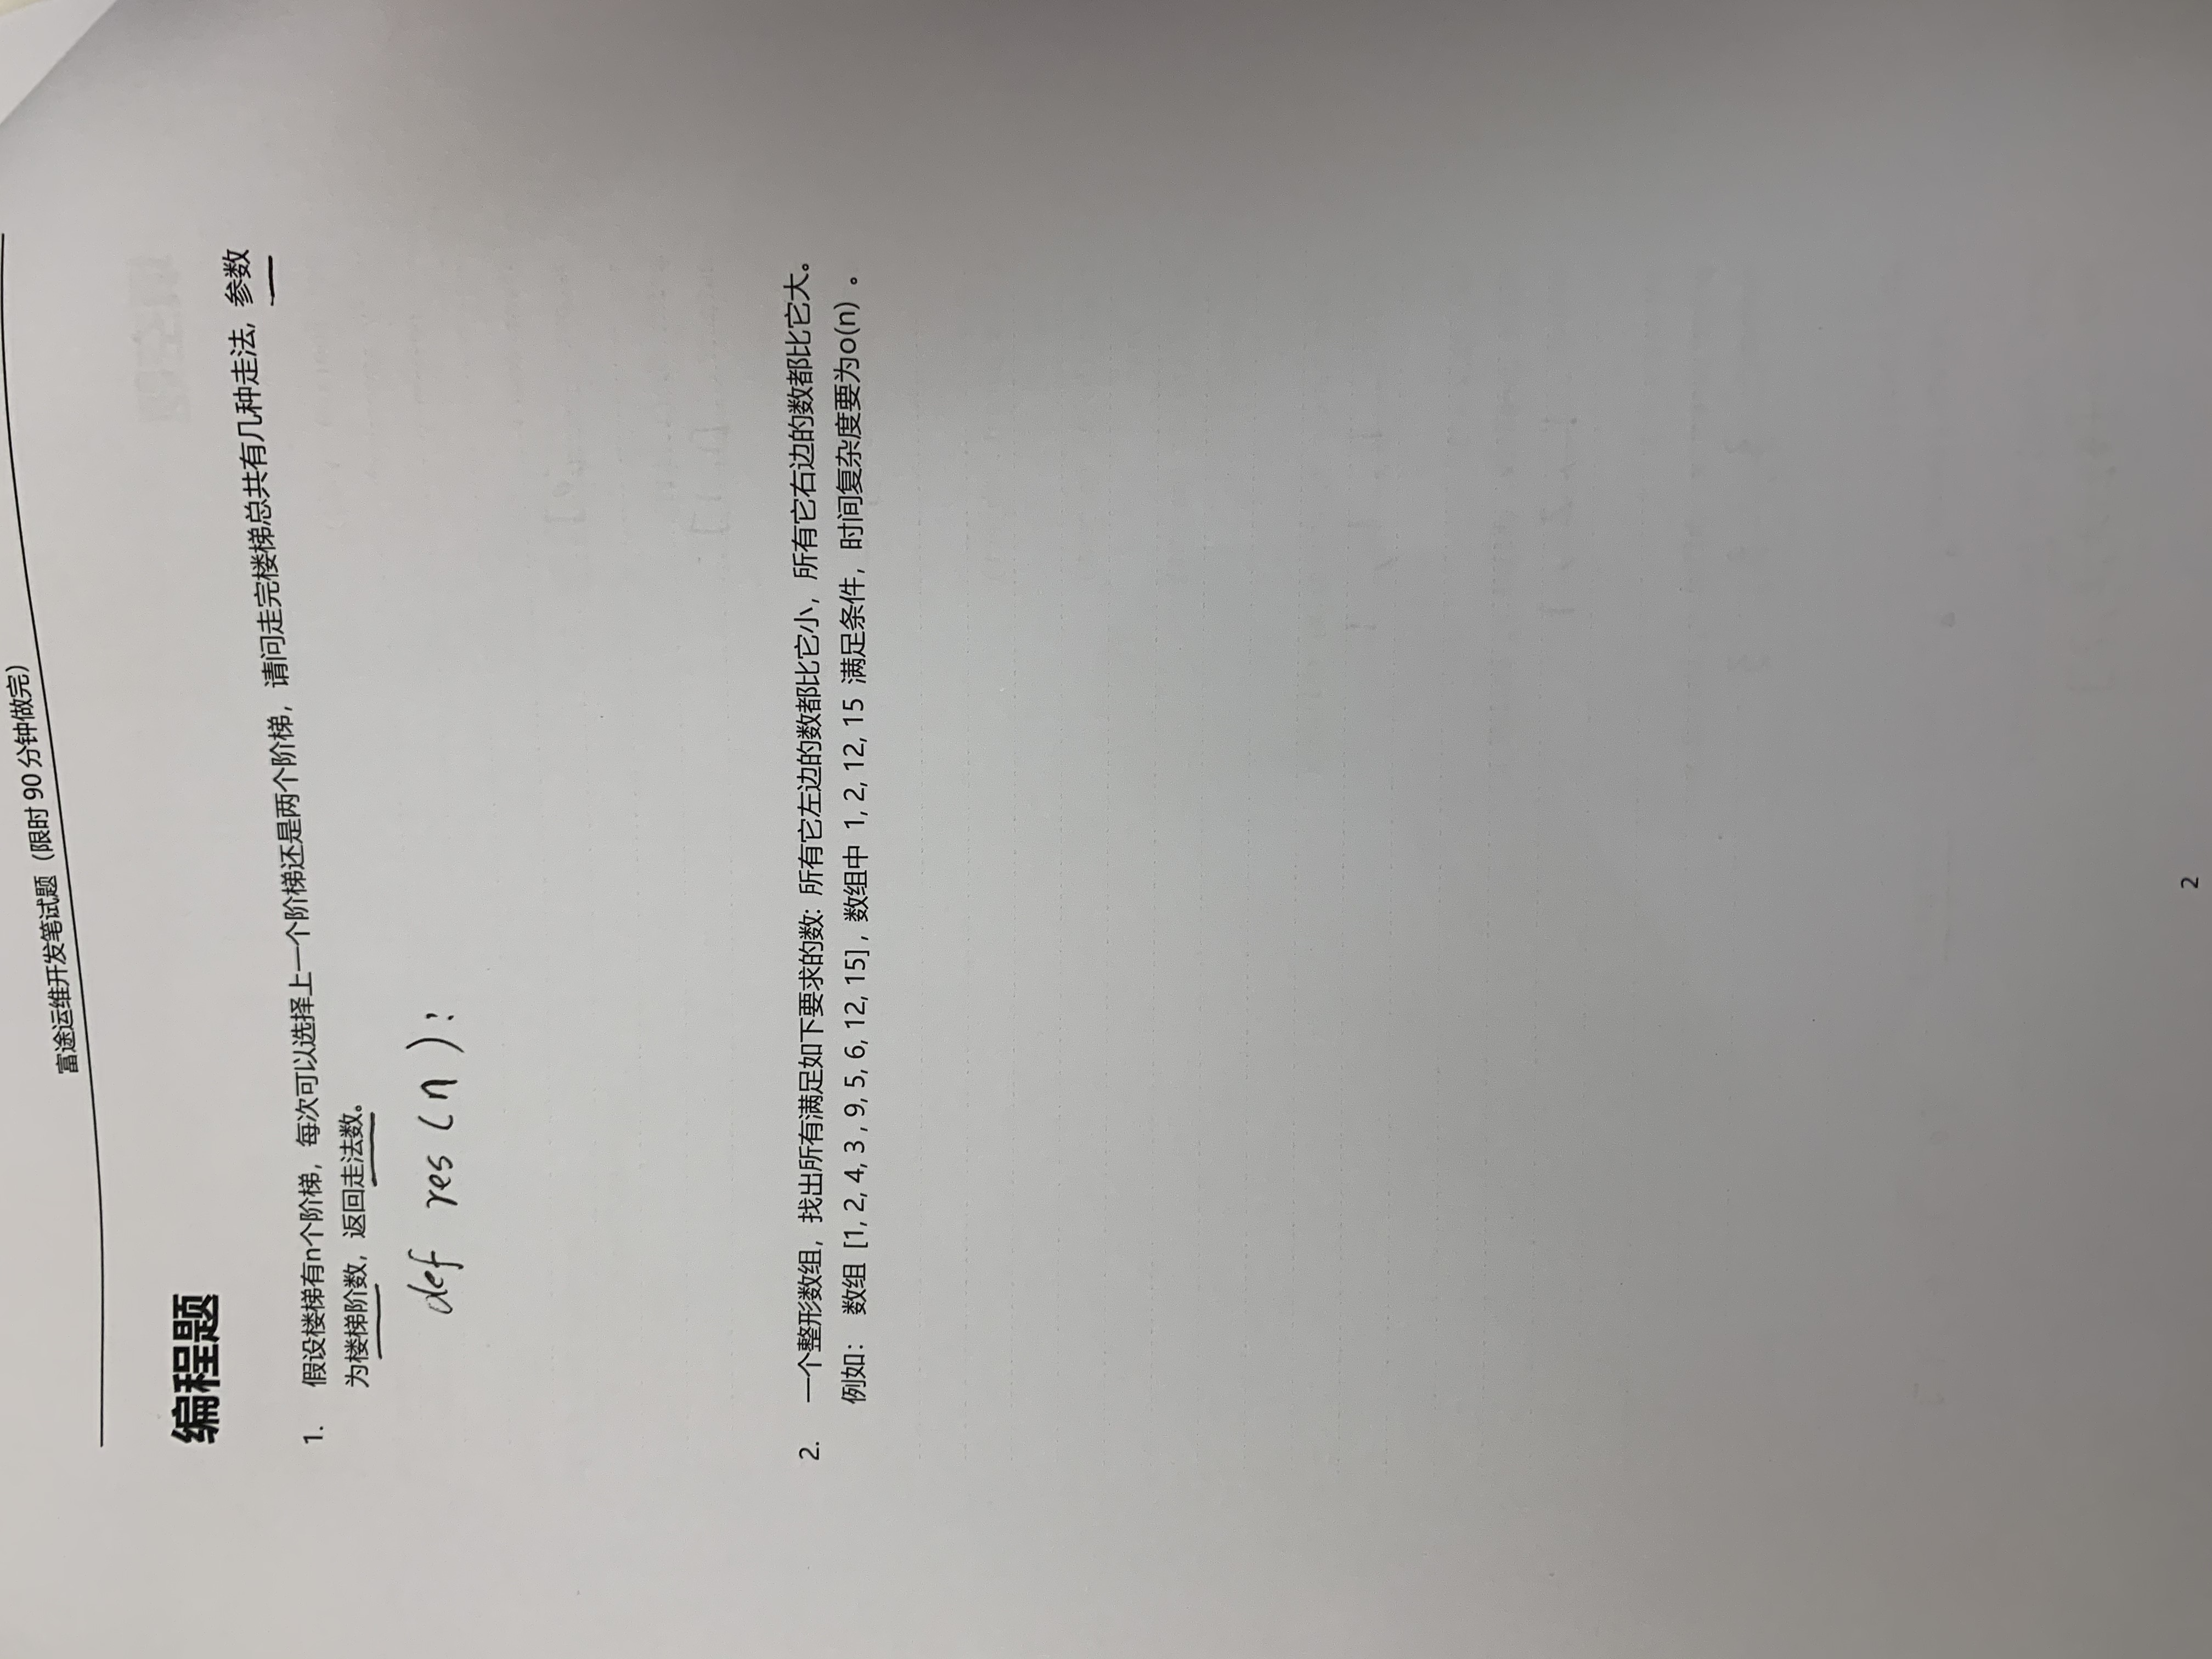 富途运维开发笔试题（限时 90 分钟做完）
编程题
1. 假设楼梯有n个阶梯，每次可以选择上一个阶梯还是两个阶梯，请问走完楼梯总共有几种走法, 参数
为楼梯阶数，返回走法数。
def res (n):
2. 一个整形数组，找出所有满足如下要求的数: 所有它左边的数都比它小，所有它右边的数都比它大。
例如： 数组 [1, 2, 4, 3 , 9, 5, 6, 12, 15] , 数组中 1, 2, 12, 15 满足条件，时间复杂度要为o(n) 。
2